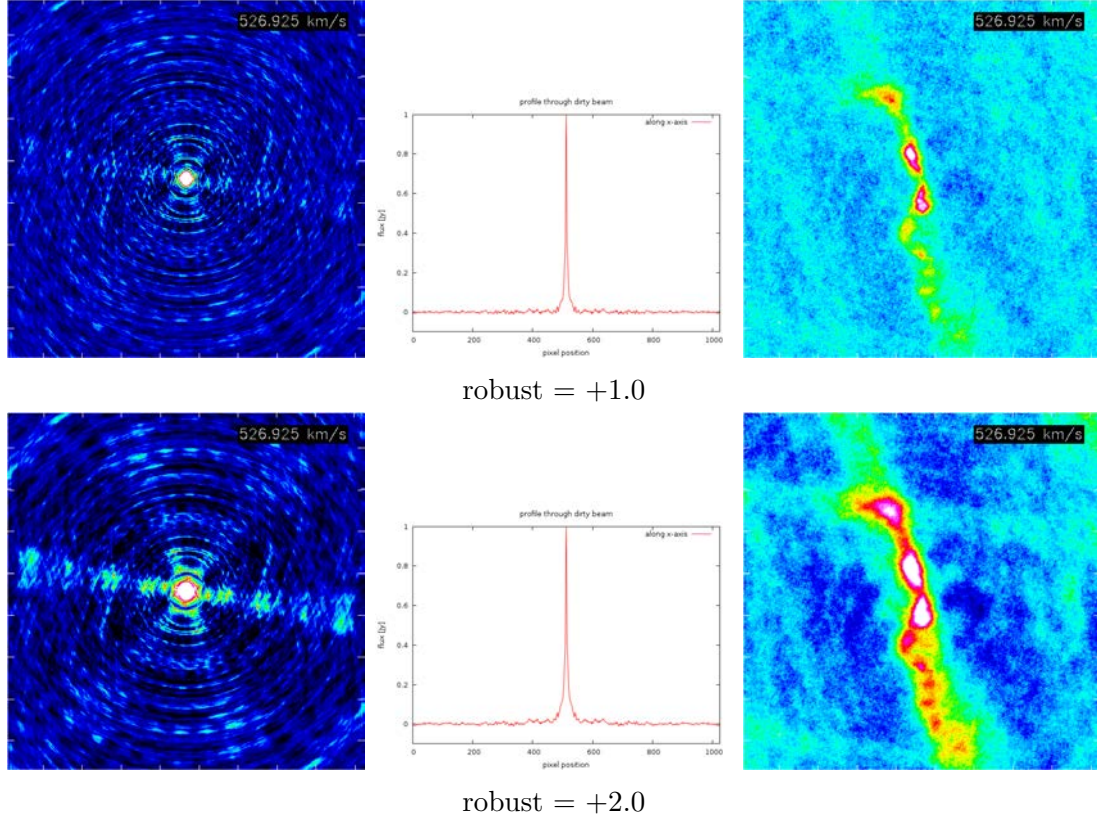 526.925 km/s
526.925 km/s
profile through dirty beam
along x-axis
flux [Jy]
1
0.8
0.6
0.4
0.2
0
0 200 400 600 800 1000
pixel position
robust = +1.0
526.925 km/s
526.925 km/s
profile through dirty beam
along x-axis
flux [Jy]
1
0.8
0.6
0.4
0.2
0
0 200 400 600 800 1000
pixel position
robust = +2.0